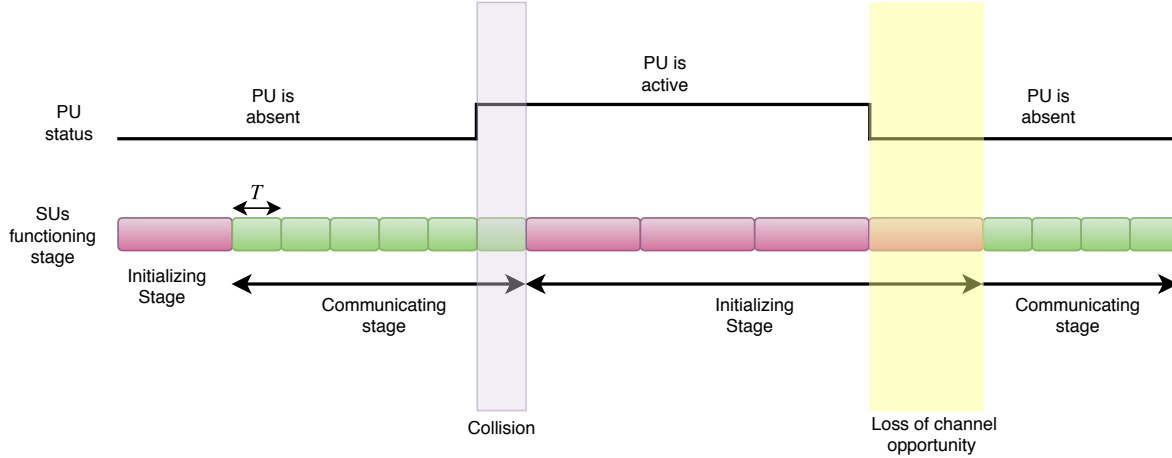 PU is
active
PU is
absent
PU is
absent
PU
status
T
SUs
functioning
stage
Initializing
Stage
Communicating
stage
Initializing
Stage
Communicating
stage
Collision
Loss of channel
opportunity